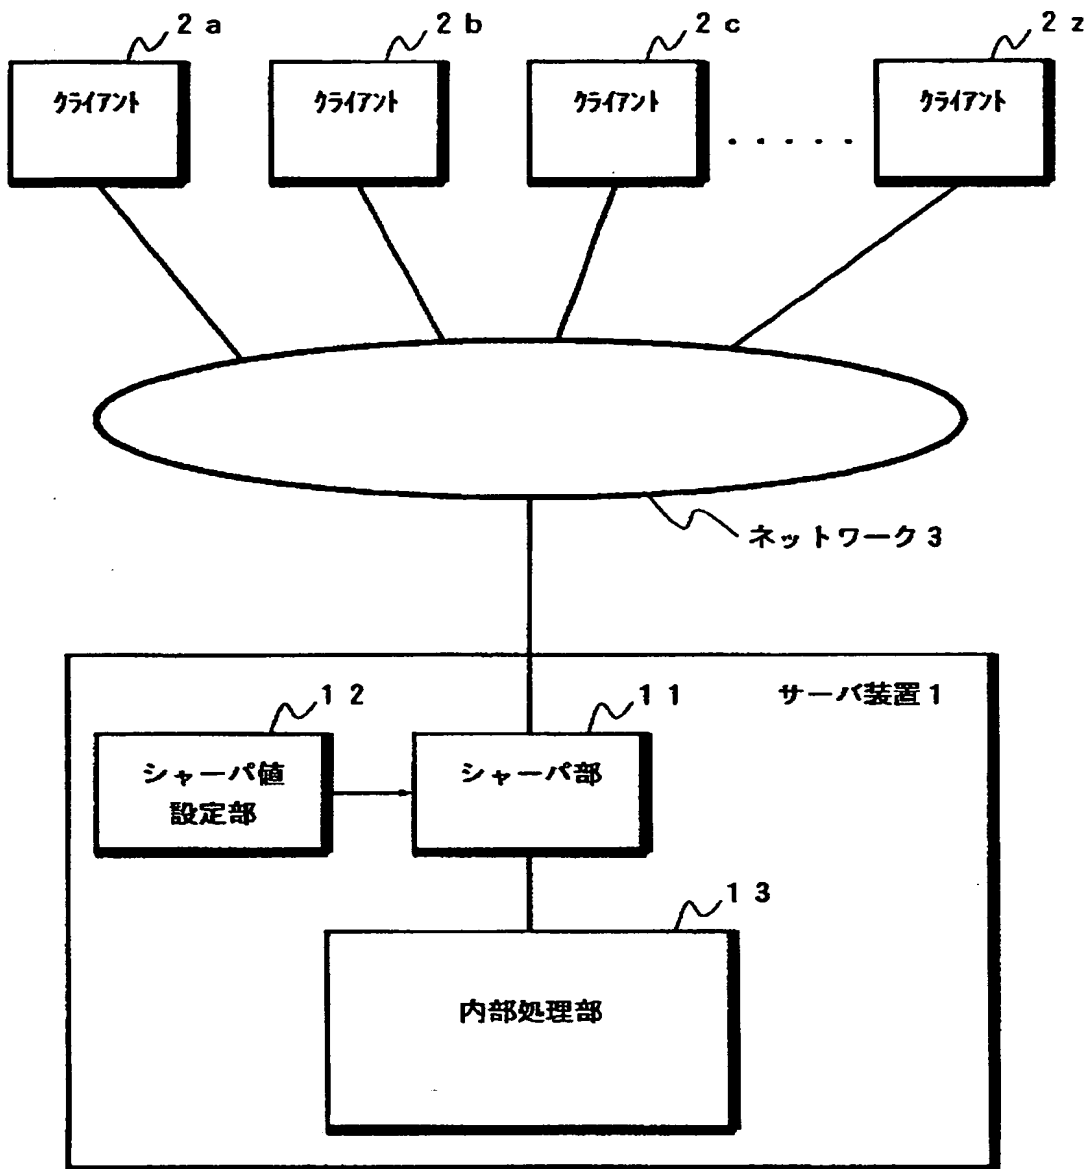 2a
2b
2c
2z
クライアント
クライアント
クライアント
・・・・・
クライアント
ネットワーク3
サーバ装置1
12
11
シャーパ値
設定部
シャーパ部
13
内部処理部